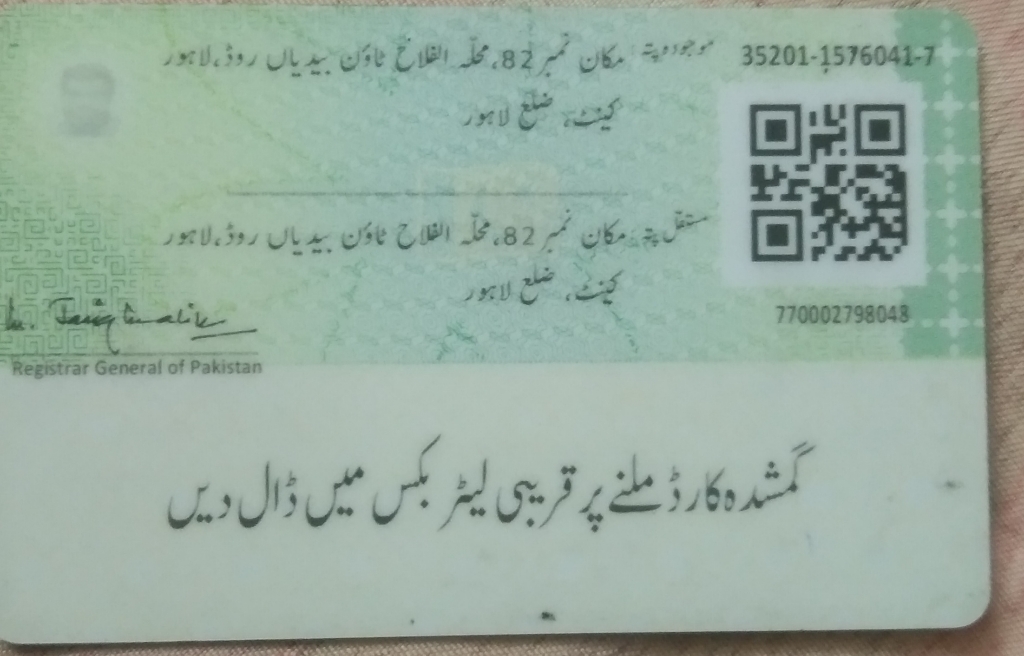 35201-1576041-7
موجودہ پتہ مکان نمبر 82، محلّہ الفلاح ٹاؤن بیدیاں روڈ، لاہور
کینٹ، ضلع لاہور
مستقل پتہ مکان نمبر 82، محلّہ الفلاح ٹاؤن بیدیاں روڈ، لاہور
کینٹ، ضلع لاہور
770002798048
Registrar General of Pakistan
گمشدہ کارڈ ملنے پر قریبی لیٹر بکس میں ڈال دیں